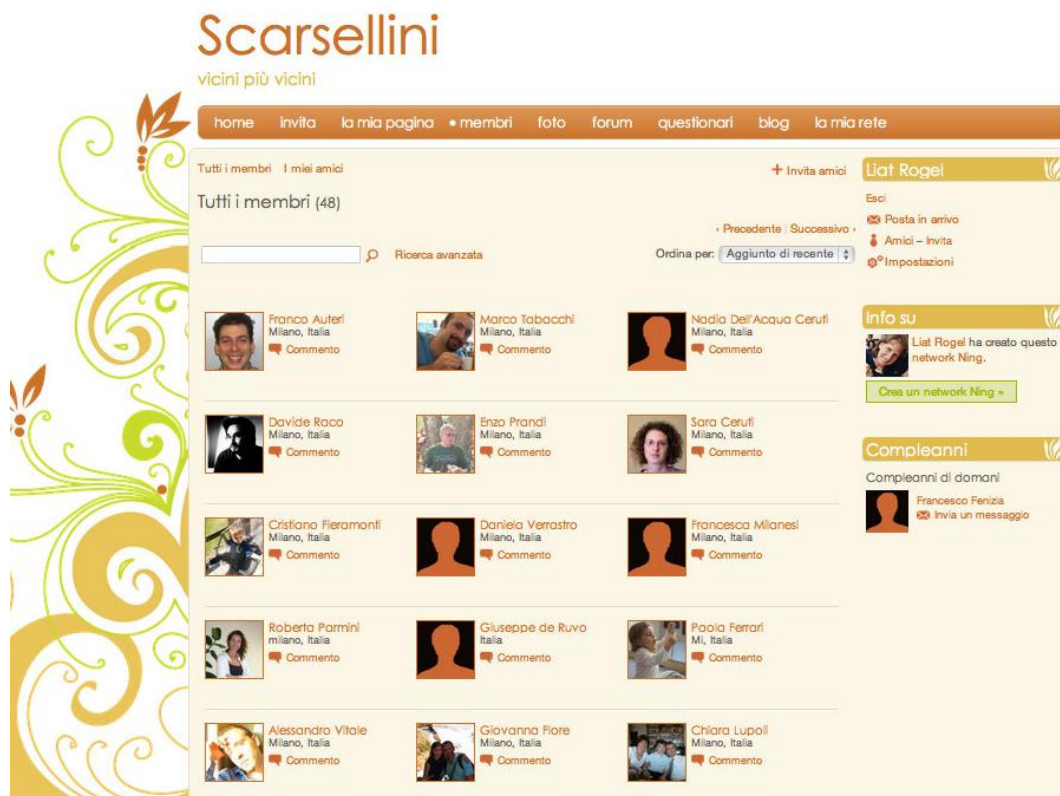 Scarsellini
vicini più vicini
home invita la mia pagina • membri foto forum questionari blog la mia rete
Tutti i membri I miei amici + Invita amici
Tutti i membri (48)
‹ Precedente | Successivo ›
Ricerca avanzata
Ordina per: Aggiunto di recente
Franco Auteri
Milano, Italia
Commento
Marco Tabacchi
Milano, Italia
Commento
Nadia Dell'Acqua Ceruti
Milano, Italia
Commento
Davide Raco
Milano, Italia
Commento
Enzo Prandi
Milano, Italia
Commento
Sara Ceruti
Milano, Italia
Commento
Cristiano Fieramonti
Milano, Italia
Commento
Daniela Verrastro
Milano, Italia
Commento
Francesca Milanesi
Milano, Italia
Commento
Roberta Parmini
milano, Italia
Commento
Giuseppe de Ruvo
Italia
Commento
Paola Ferrari
Mi, Italia
Commento
Alessandro Vitale
Milano, Italia
Commento
Giovanna Fiore
Milano, Italia
Commento
Chiara Lupoli
Milano, Italia
Commento
Liat Rogel
Esci
Posta in arrivo
Amici – Invita
Impostazioni
Info su
Liat Rogel ha creato questo
network Ning.
Crea un network Ning »
Compleanni
Compleanni di domani
Francesco Fenizia
Invia un messaggio